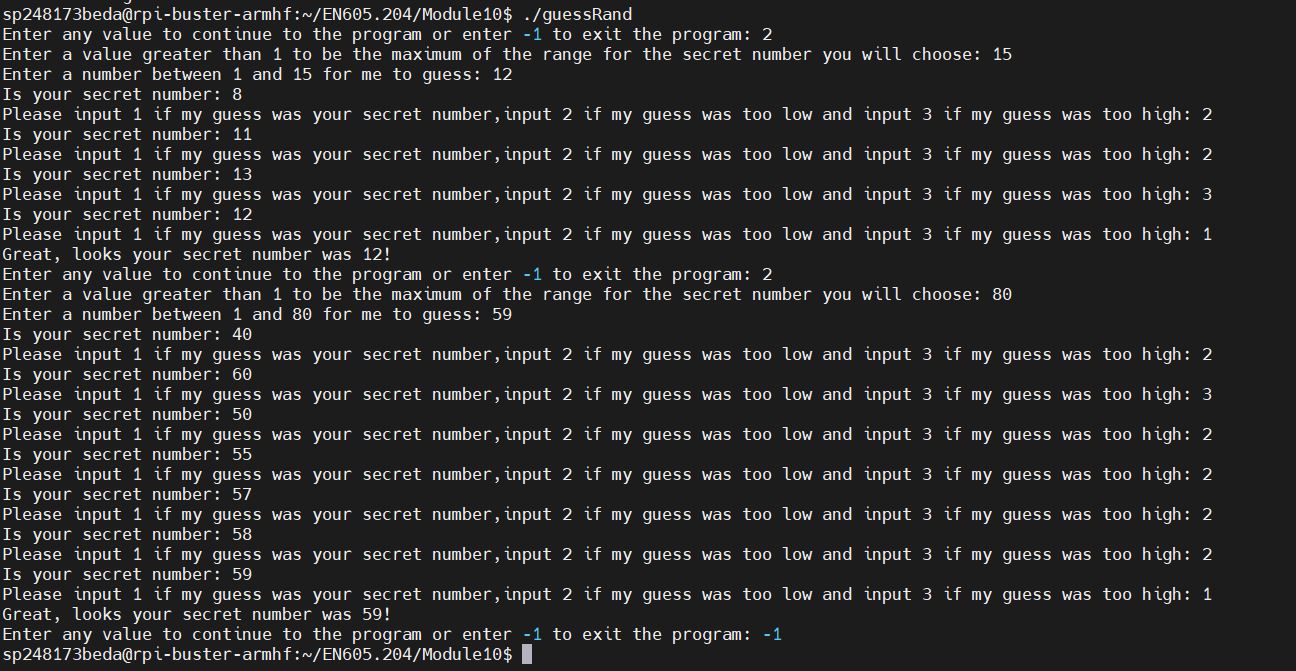 sp248173beda@rpi-buster-armhf:~/EN605.204/Module10$ ./guessRand
Enter any value to continue to the program or enter -1 to exit the program: 2
Enter a value greater than 1 to be the maximum of the range for the secret number you will choose: 15
Enter a number between 1 and 15 for me to guess: 12
Is your secret number: 8
Please input 1 if my guess was your secret number,input 2 if my guess was too low and input 3 if my guess was too high: 2
Is your secret number: 11
Please input 1 if my guess was your secret number,input 2 if my guess was too low and input 3 if my guess was too high: 2
Is your secret number: 13
Please input 1 if my guess was your secret number,input 2 if my guess was too low and input 3 if my guess was too high: 3
Is your secret number: 12
Please input 1 if my guess was your secret number,input 2 if my guess was too low and input 3 if my guess was too high: 1
Great, looks your secret number was 12!
Enter any value to continue to the program or enter -1 to exit the program: 2
Enter a value greater than 1 to be the maximum of the range for the secret number you will choose: 80
Enter a number between 1 and 80 for me to guess: 59
Is your secret number: 40
Please input 1 if my guess was your secret number,input 2 if my guess was too low and input 3 if my guess was too high: 2
Is your secret number: 60
Please input 1 if my guess was your secret number,input 2 if my guess was too low and input 3 if my guess was too high: 3
Is your secret number: 50
Please input 1 if my guess was your secret number,input 2 if my guess was too low and input 3 if my guess was too high: 2
Is your secret number: 55
Please input 1 if my guess was your secret number,input 2 if my guess was too low and input 3 if my guess was too high: 2
Is your secret number: 57
Please input 1 if my guess was your secret number,input 2 if my guess was too low and input 3 if my guess was too high: 2
Is your secret number: 58
Please input 1 if my guess was your secret number,input 2 if my guess was too low and input 3 if my guess was too high: 2
Is your secret number: 59
Please input 1 if my guess was your secret number,input 2 if my guess was too low and input 3 if my guess was too high: 1
Great, looks your secret number was 59!
Enter any value to continue to the program or enter -1 to exit the program: -1
sp248173beda@rpi-buster-armhf:~/EN605.204/Module10$